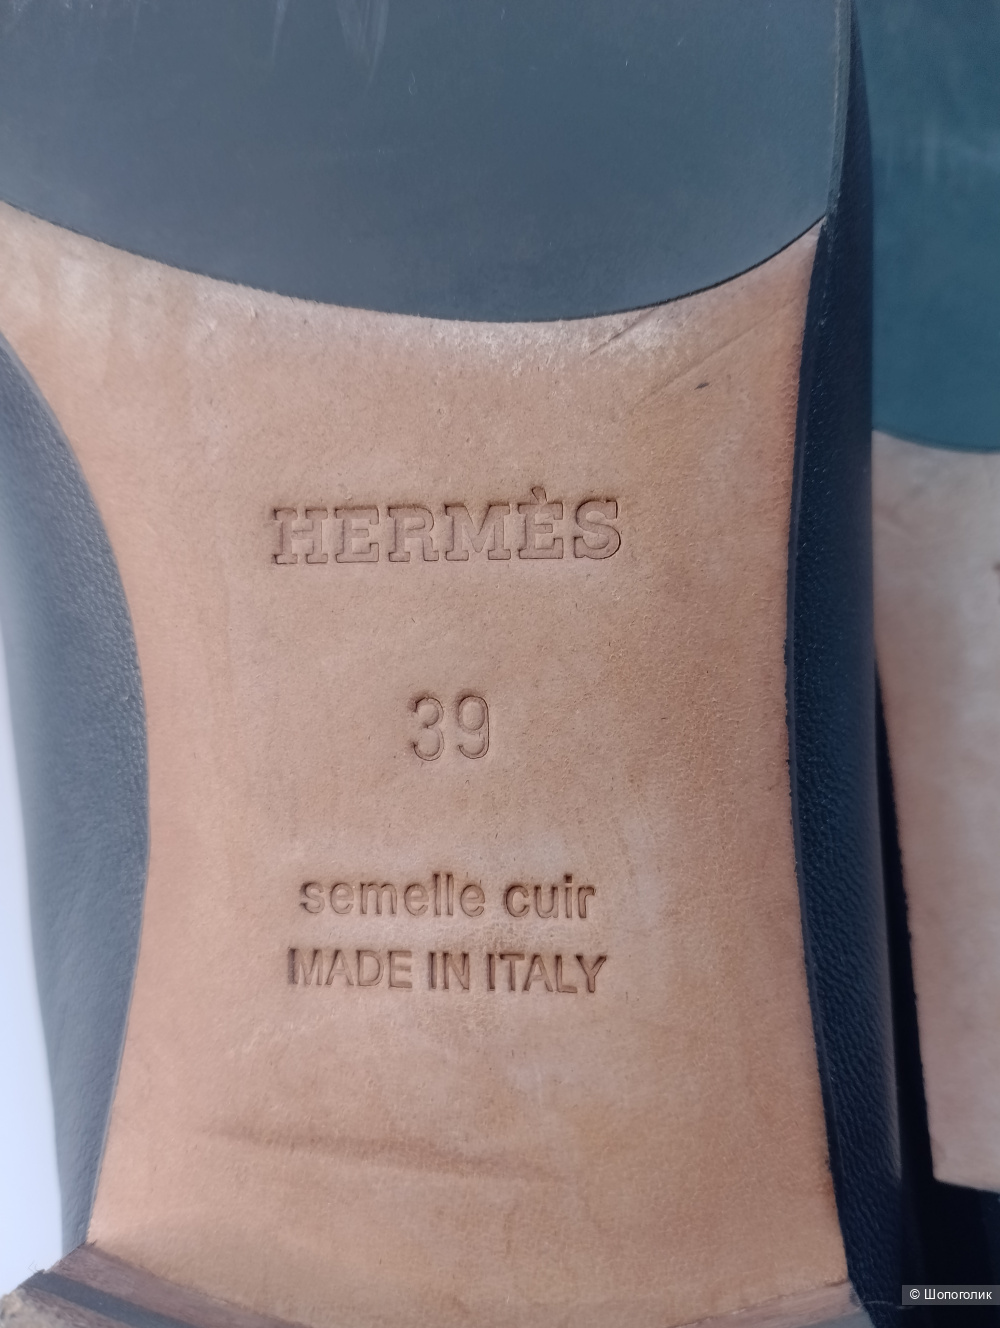 HERMÈS
39
semelle cuir
MADE IN ITALY
© Шопоголик